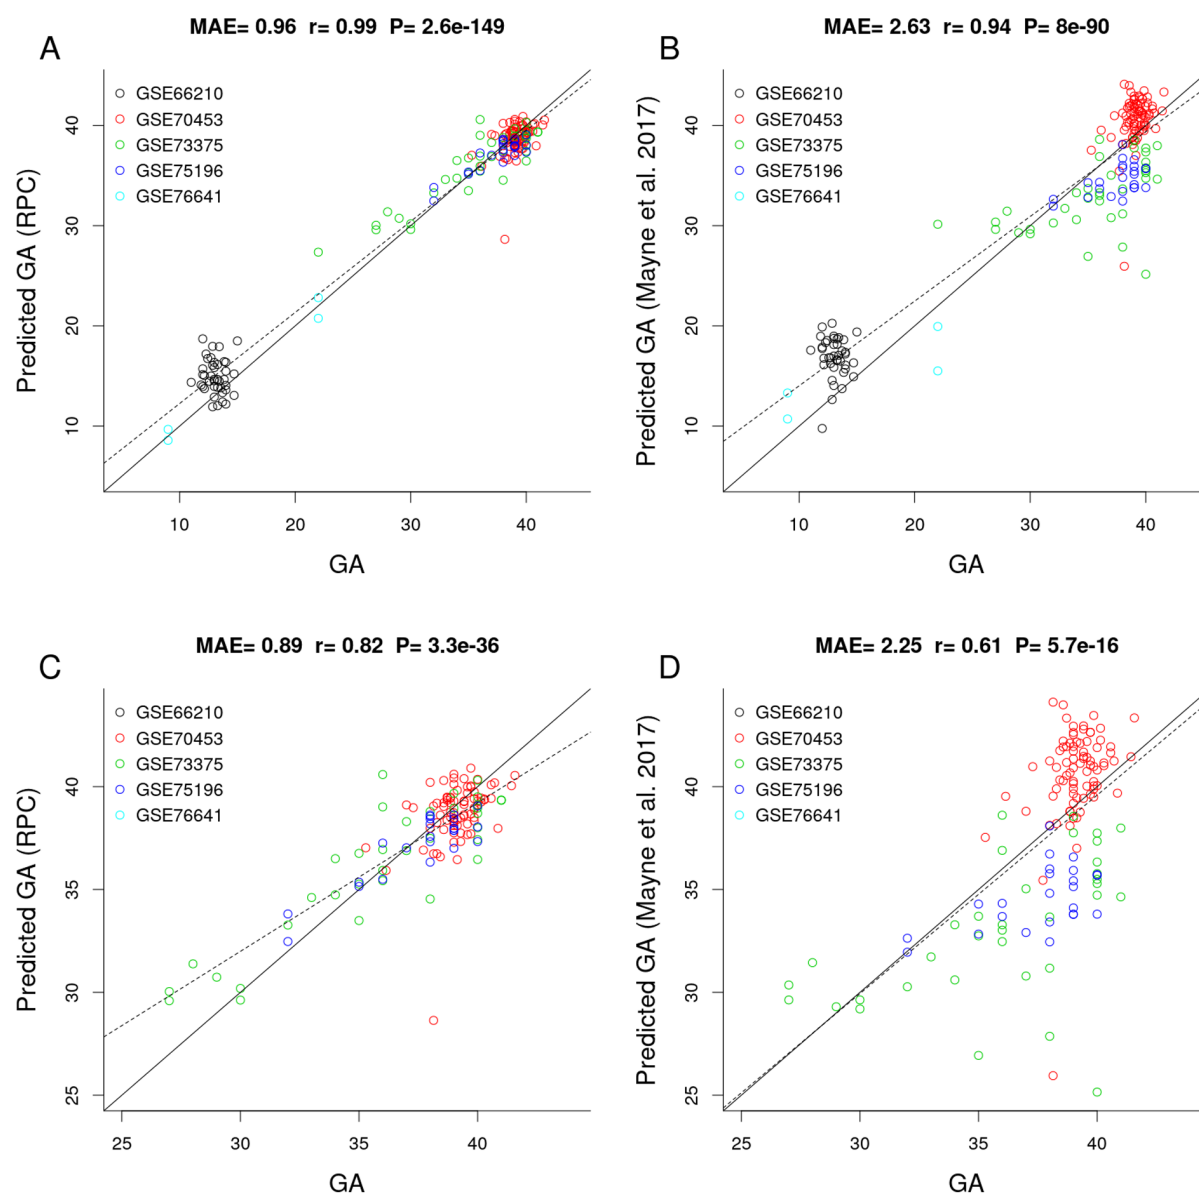 A
MAE= 0.96 r= 0.99 P= 2.6e-149
GSE66210
GSE70453
GSE73375
GSE75196
GSE76641
Predicted GA (RPC)
40
30
20
10
10 20 30 40
GA
B
MAE= 2.63 r= 0.94 P= 8e-90
GSE66210
GSE70453
GSE73375
GSE75196
GSE76641
Predicted GA (Mayne et al. 2017)
40
30
20
10
10 20 30 40
GA
C
MAE= 0.89 r= 0.82 P= 3.3e-36
GSE66210
GSE70453
GSE73375
GSE75196
GSE76641
Predicted GA (RPC)
40
35
30
25
25 30 35 40
GA
D
MAE= 2.25 r= 0.61 P= 5.7e-16
GSE66210
GSE70453
GSE73375
GSE75196
GSE76641
Predicted GA (Mayne et al. 2017)
40
35
30
25
25 30 35 40
GA